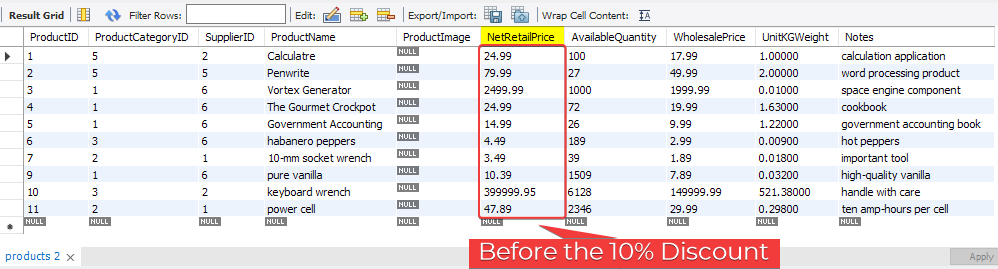 Result Grid Filter Rows: Edit: Export/Import: Wrap Cell Content:
ProductID ProductCategoryID SupplierID ProductName ProductImage NetRetailPrice AvailableQuantity WholesalePrice UnitKGWeight Notes
1 5 2 Calculatre NULL 24.99 100 17.99 1.00000 calculation application
2 5 5 Penwrite NULL 79.99 27 49.99 2.00000 word processing product
3 1 6 Vortex Generator NULL 2499.99 1000 1999.99 0.01000 space engine component
4 1 6 The Gourmet Crockpot NULL 24.99 72 19.99 1.63000 cookbook
5 1 6 Government Accounting NULL 14.99 26 9.99 1.22000 government accounting book
6 3 6 habanero peppers NULL 4.49 189 2.99 0.00900 hot peppers
7 2 1 10-mm socket wrench NULL 3.49 39 1.89 0.01800 important tool
9 1 6 pure vanilla NULL 10.39 1509 7.89 0.03200 high-quality vanilla
10 3 2 keyboard wrench NULL 399999.95 6128 149999.99 521.38000 handle with care
11 2 1 power cell NULL 47.89 2346 29.99 0.29800 ten amp-hours per cell
NULL NULL NULL NULL NULL NULL NULL NULL NULL NULL
Before the 10% Discount
products 2 Apply